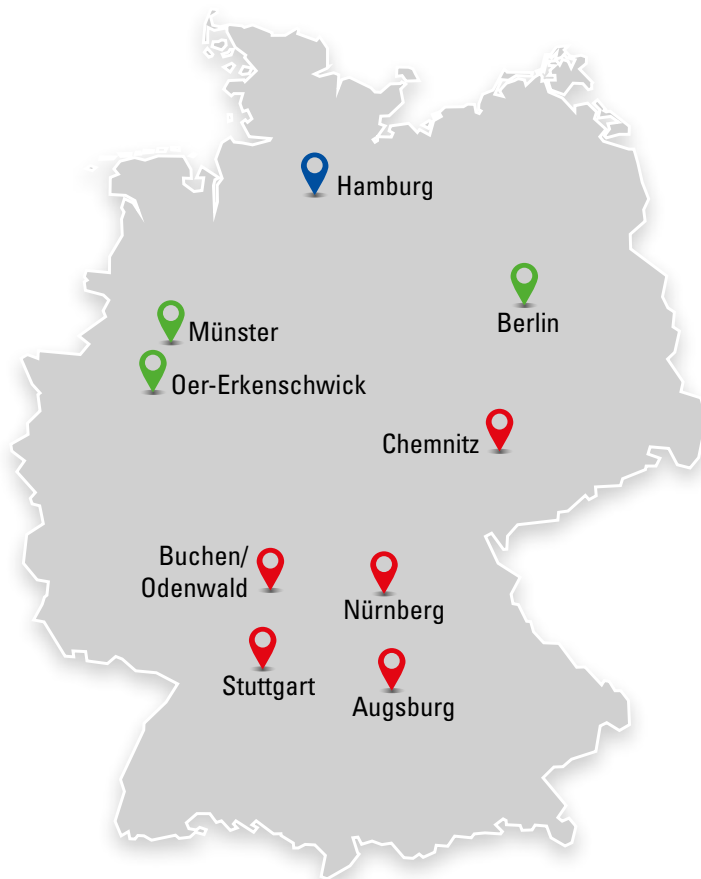 Hamburg
Berlin
Münster
Oer-Erkenschwick
Chemnitz
Buchen/
Odenwald
Nürnberg
Stuttgart
Augsburg